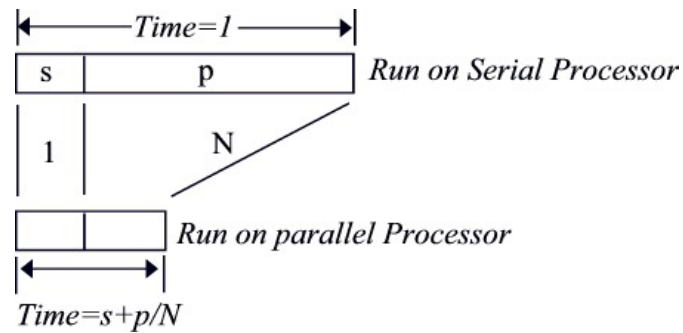 Time=1
s p Run on Serial Processor
1 N
Run on parallel Processor
Time=s+p/N